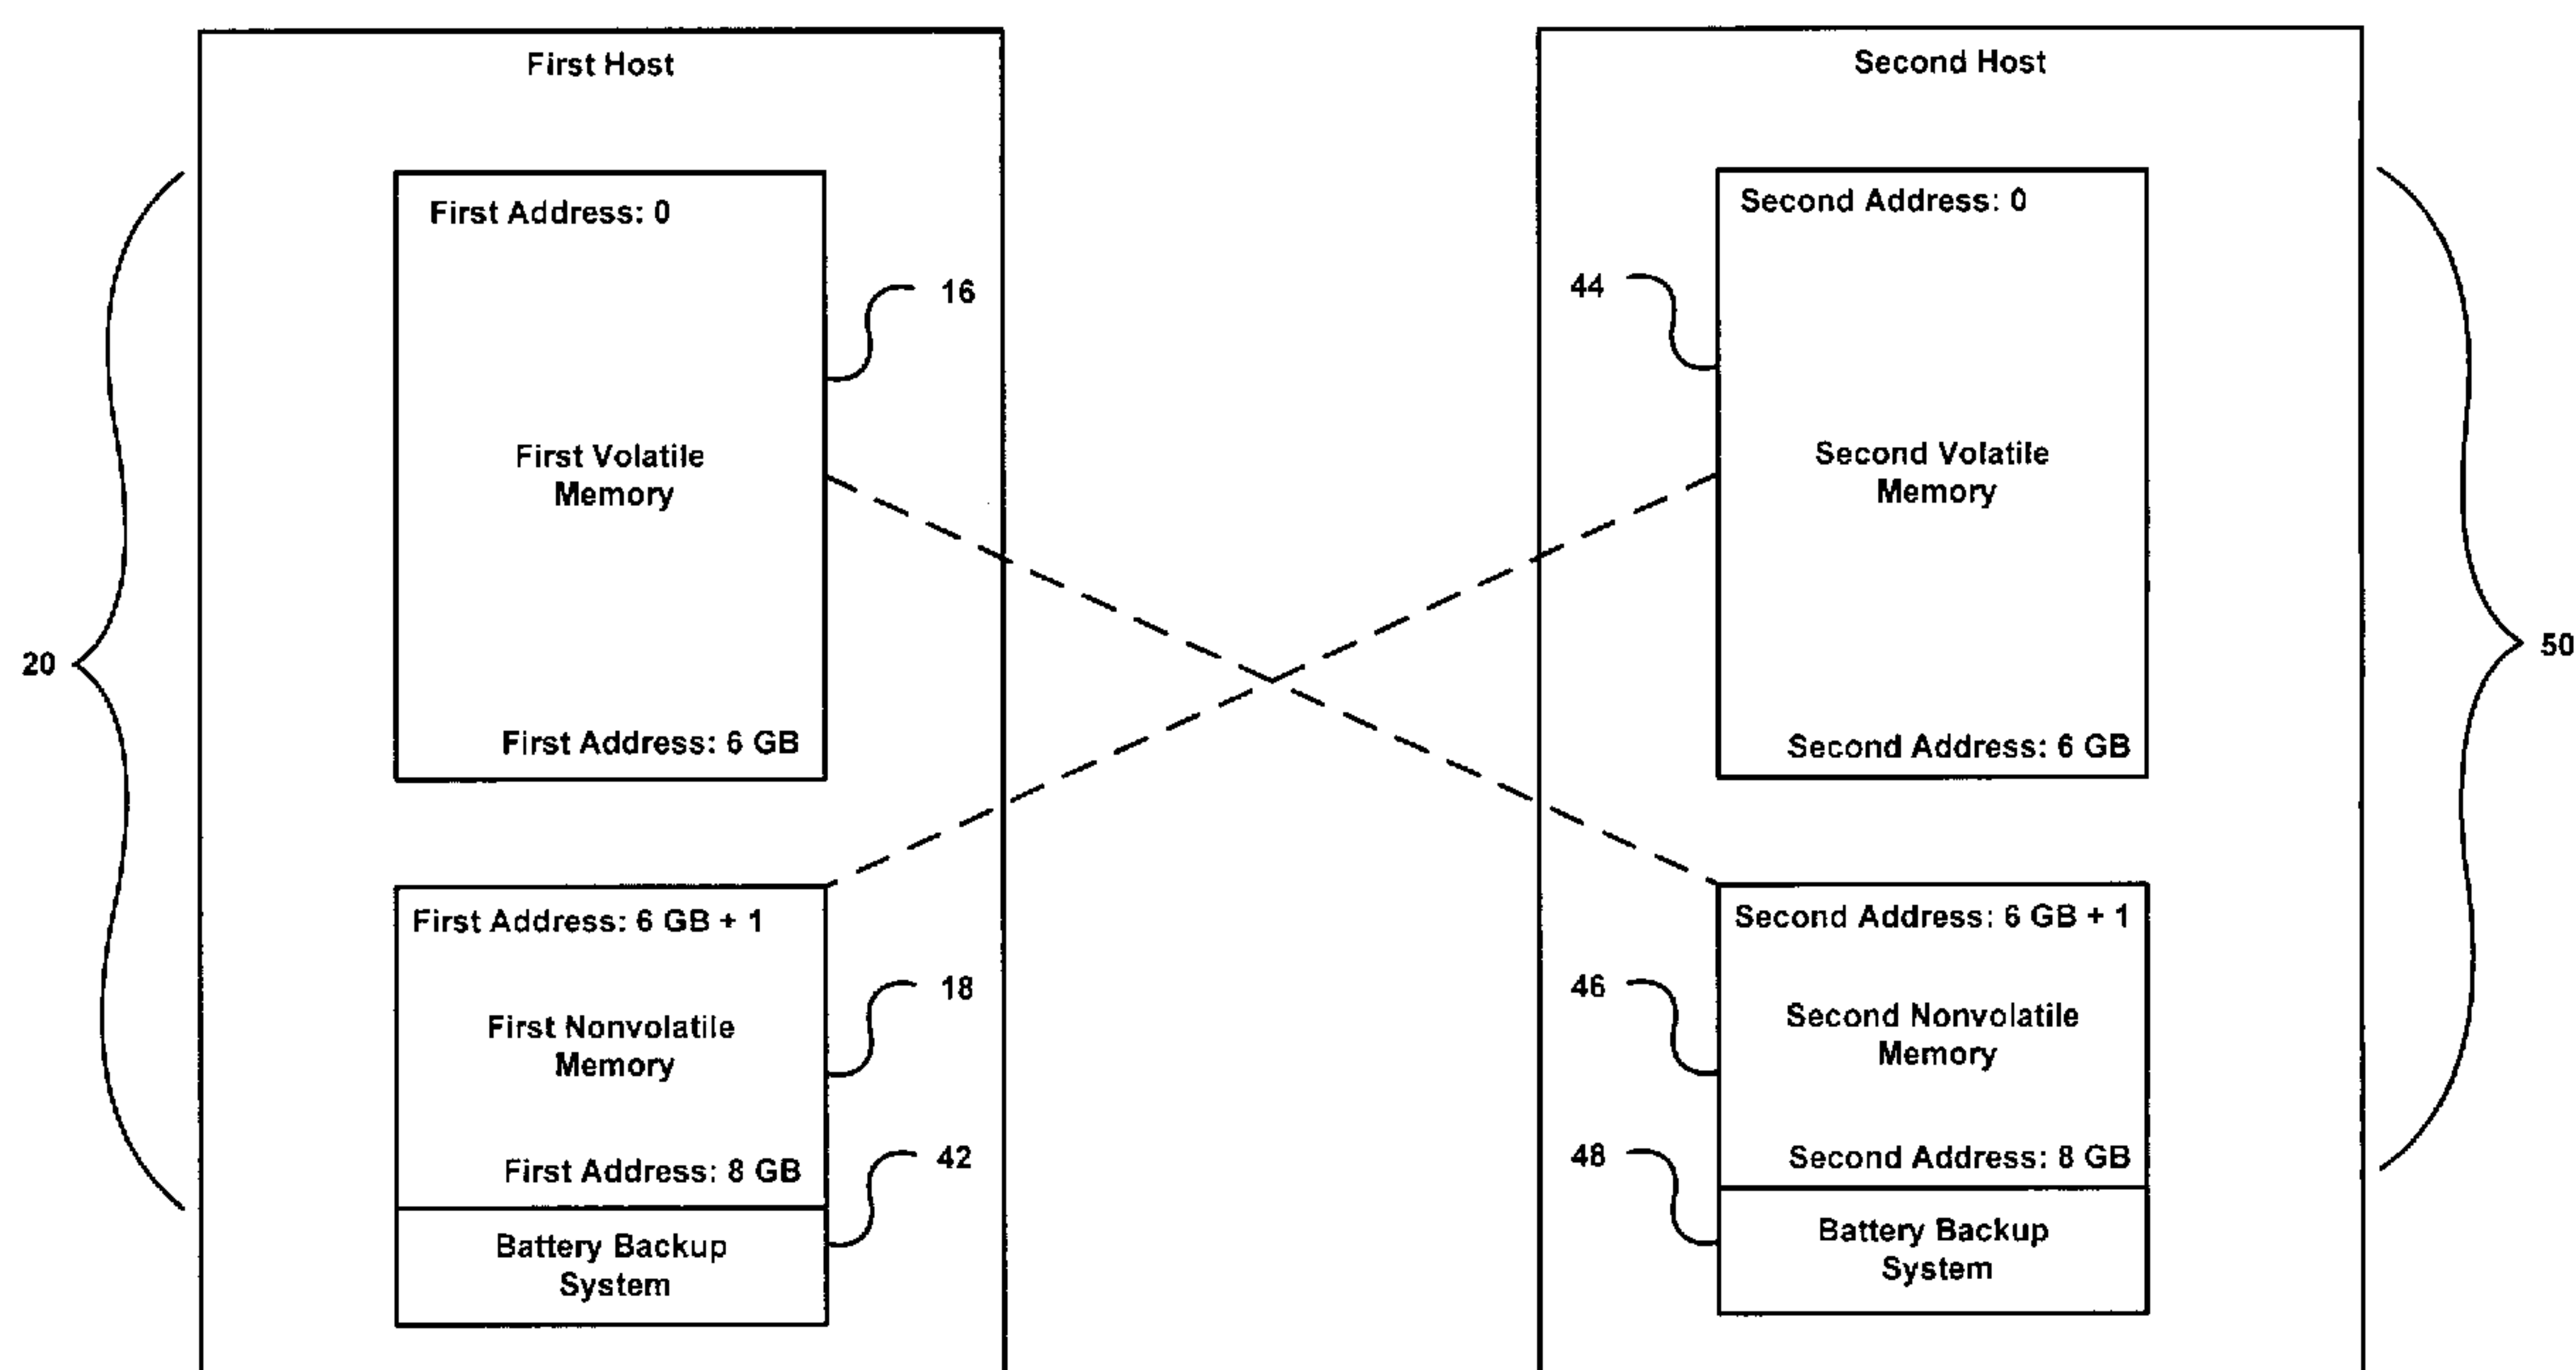 First Host
First Address: 0
16
First Volatile
Memory
First Address: 6 GB
20
First Address: 6 GB + 1
18
First Nonvolatile
Memory
First Address: 8 GB
42
Battery Backup
System
Second Host
Second Address: 0
44
Second Volatile
Memory
Second Address: 6 GB
50
Second Address: 6 GB + 1
46
Second Nonvolatile
Memory
Second Address: 8 GB
48
Battery Backup
System